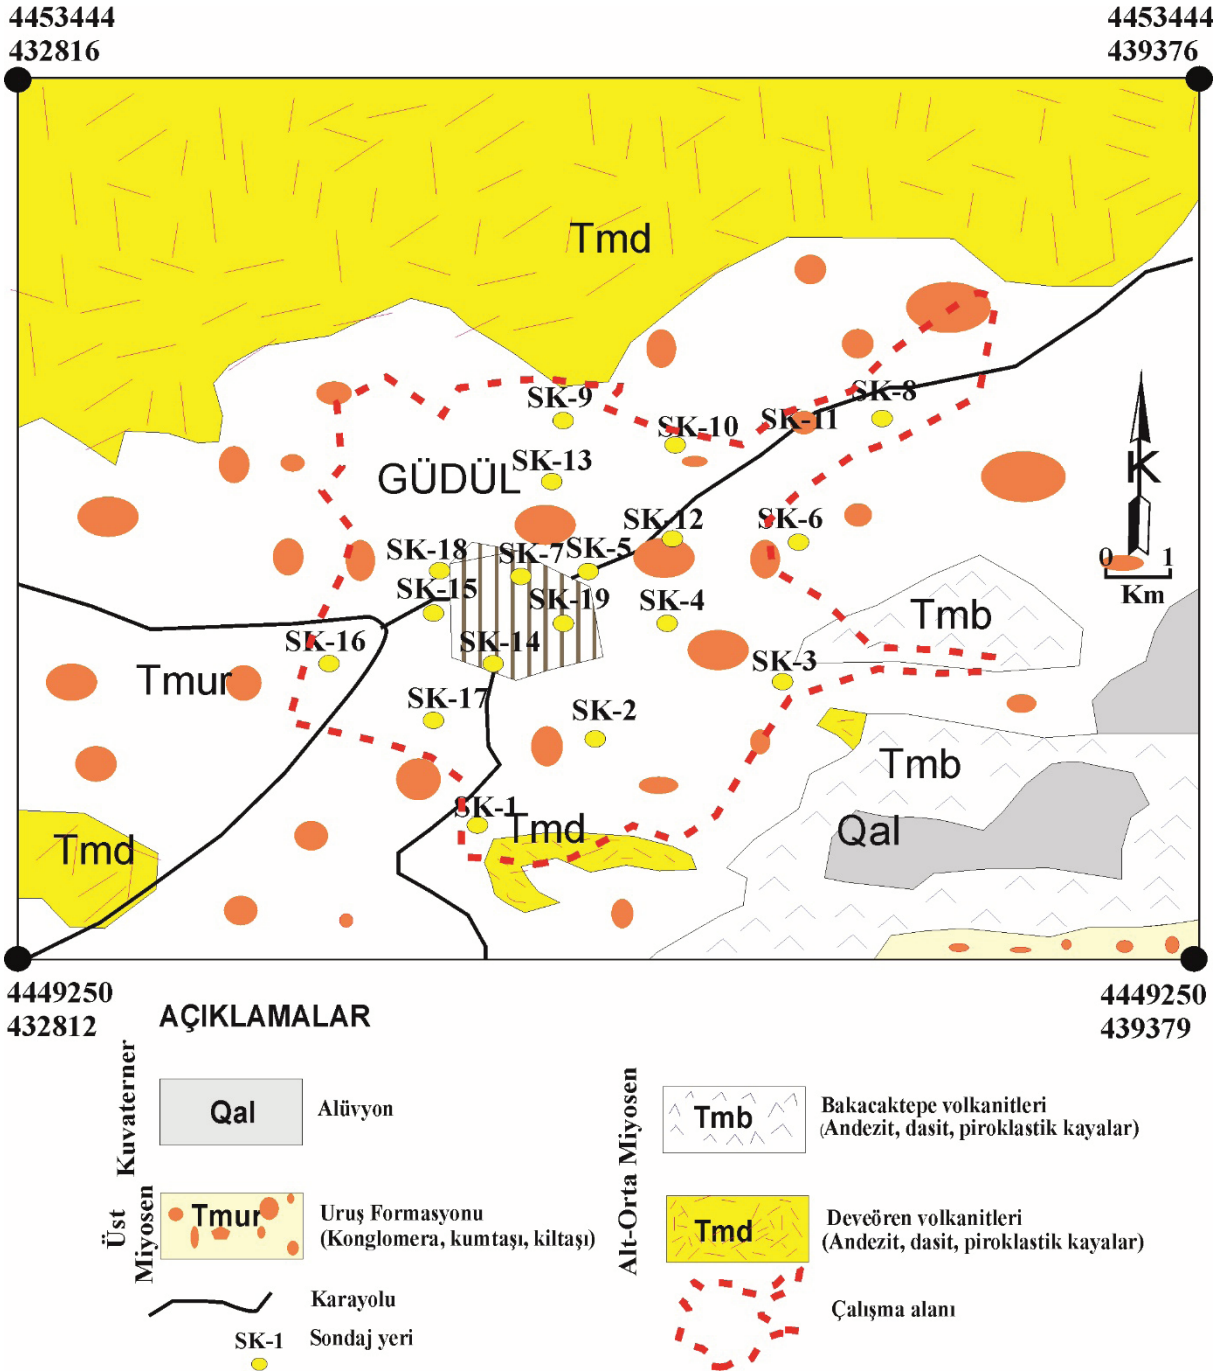 4453444
432816
4453444
439376
Tmd
SK-9
SK-8
SK-10
SK-11
K
SK-13
GÜDÜL
SK-12
SK-6
SK-18
SK-7
SK-5
0 1
Km
SK-15
SK-19
SK-4
Tmb
SK-16
SK-14
Tmur
SK-3
SK-17
SK-2
Tmb
SK-1
Tmd
Qal
Tmd
4449250
432812
4449250
439379
AÇIKLAMALAR
Kuvaterner
Qal
Alüvyon
Üst
Miyosen
Tmur
Uruş Formasyonu
(Konglomera, kumtaşı, kiltaşı)
Karayolu
SK-1
Sondaj yeri
Alt-Orta Miyosen
Tmb
Bakacaktepe volkanitleri
(Andezit, dasit, piroklastik kayalar)
Tmd
Deveören volkanitleri
(Andezit, dasit, piroklastik kayalar)
Çalışma alanı